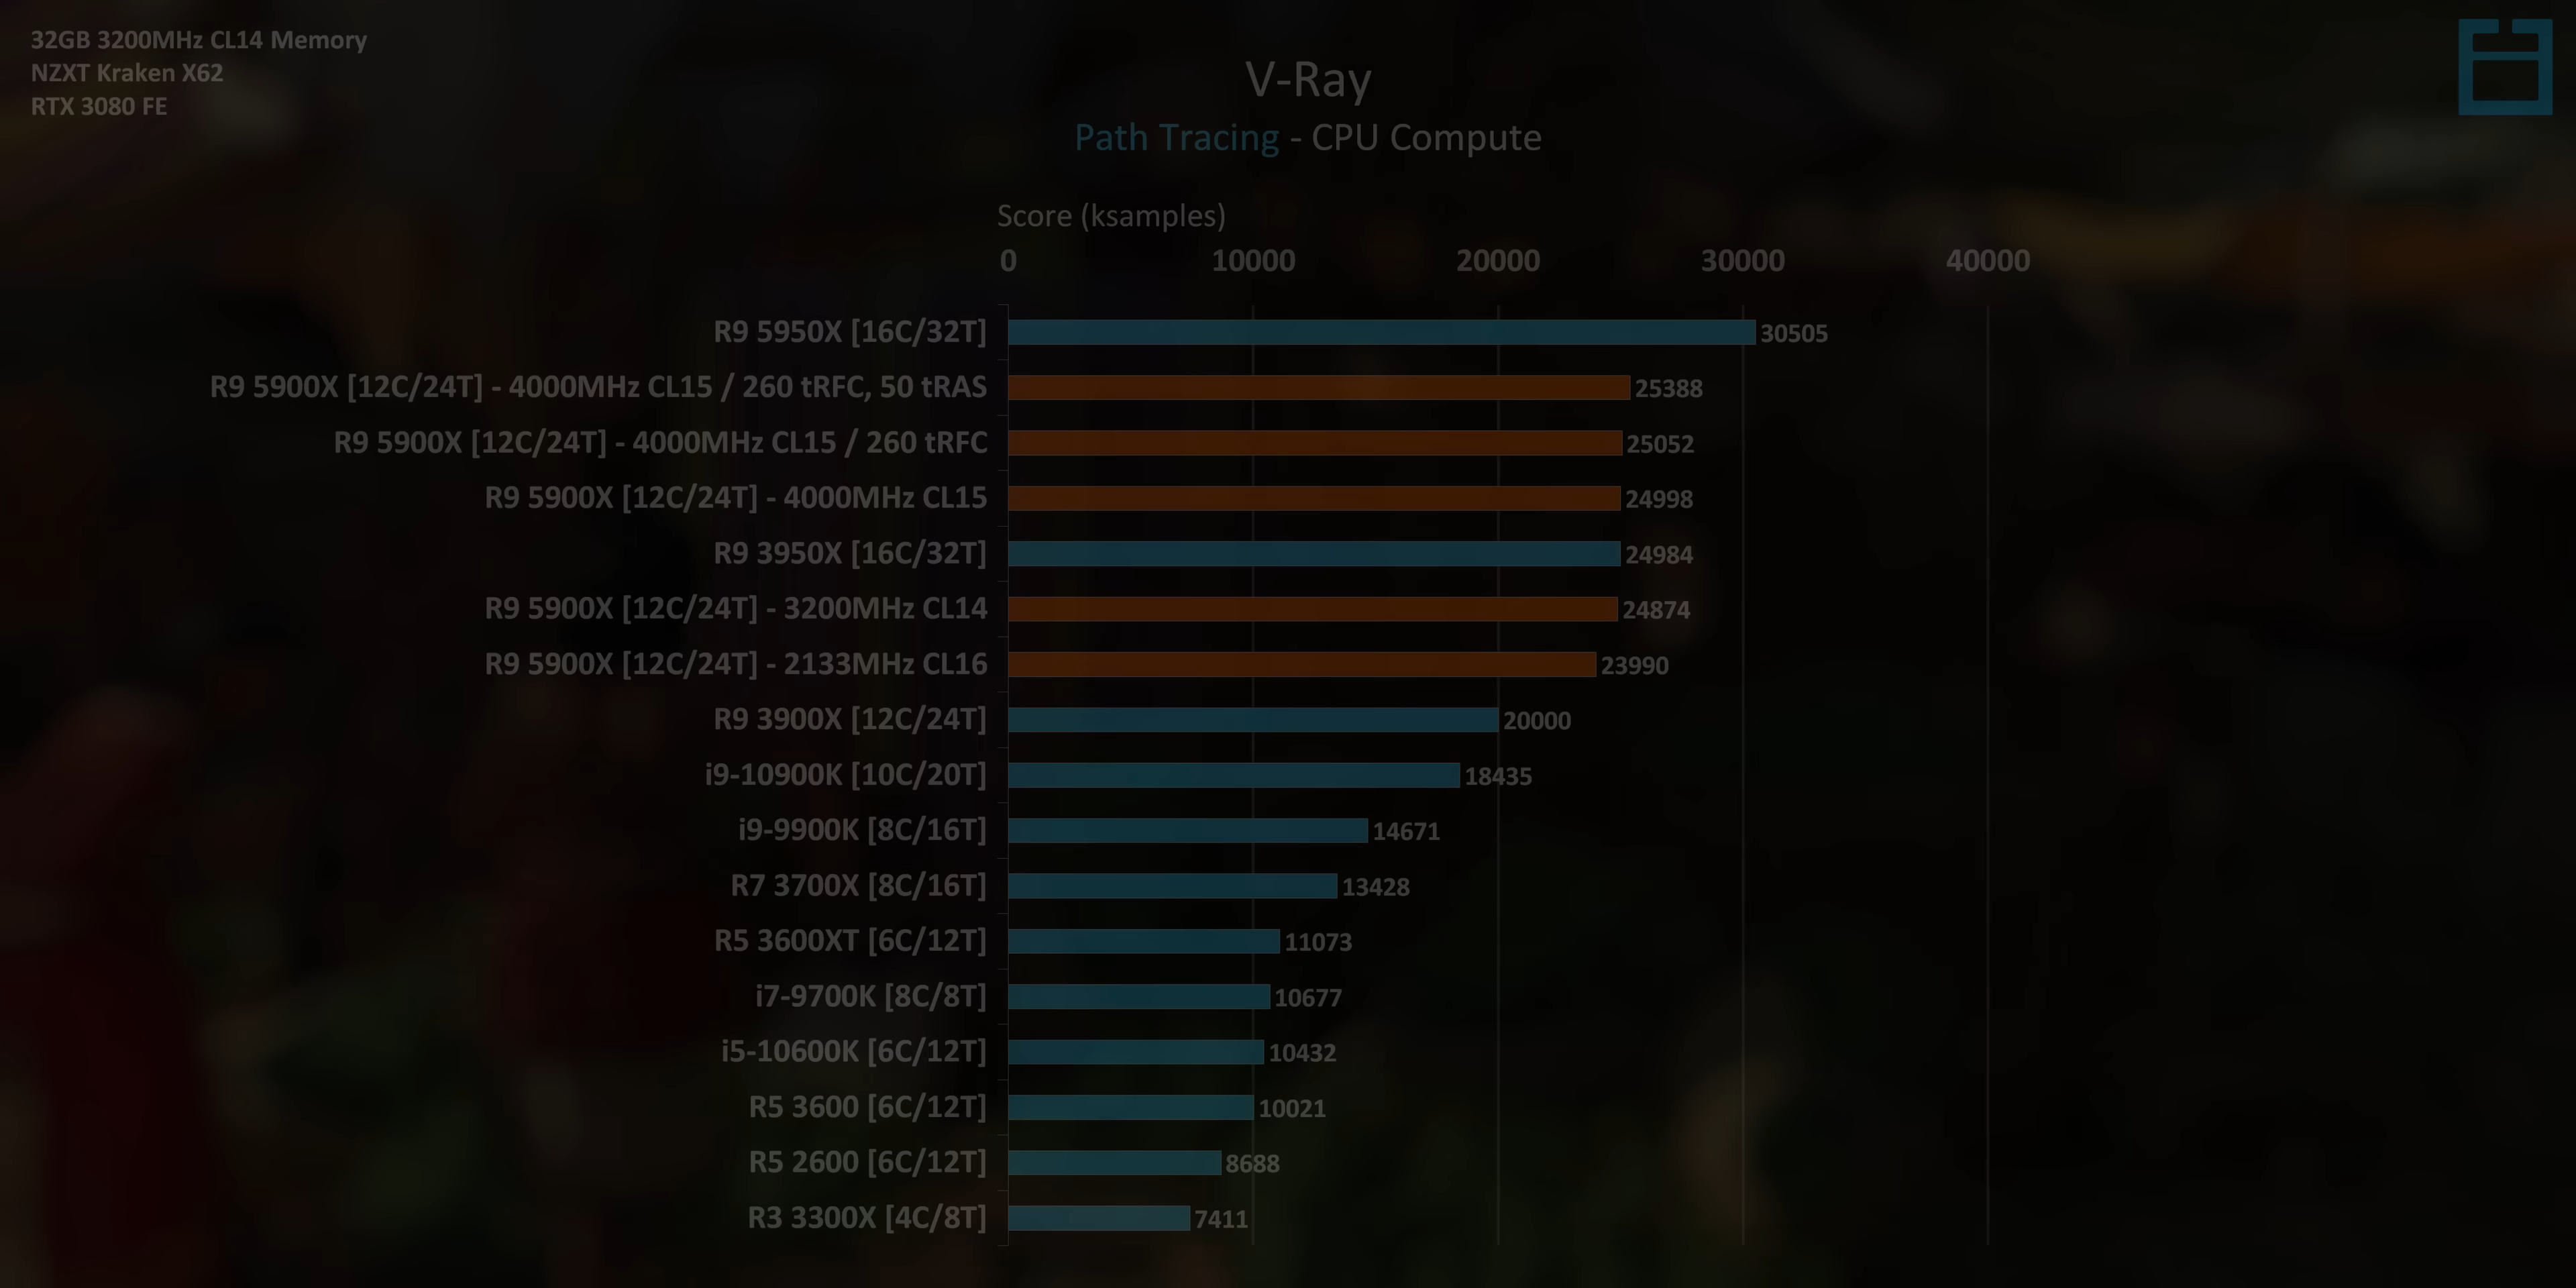 32GB 3200MHz CL14 Memory
NZXT Kraken X62
RTX 3080 FE
V-Ray
Path Tracing - CPU Compute
Score (ksamples)
0 10000 20000 30000 40000
R9 5950X [16C/32T] 30505
R9 5900X [12C/24T] - 4000MHz CL15 / 260 tRFC, 50 tRAS 25388
R9 5900X [12C/24T] - 4000MHz CL15 / 260 tRFC 25052
R9 5900X [12C/24T] - 4000MHz CL15 24998
R9 3950X [16C/32T] 24984
R9 5900X [12C/24T] - 3200MHz CL14 24874
R9 5900X [12C/24T] - 2133MHz CL16 23990
R9 3900X [12C/24T] 20000
i9-10900K [10C/20T] 18435
i9-9900K [8C/16T] 14671
R7 3700X [8C/16T] 13428
R5 3600XT [6C/12T] 11073
i7-9700K [8C/8T] 10677
i5-10600K [6C/12T] 10432
R5 3600 [6C/12T] 10021
R5 2600 [6C/12T] 8688
R3 3300X [4C/8T] 7411